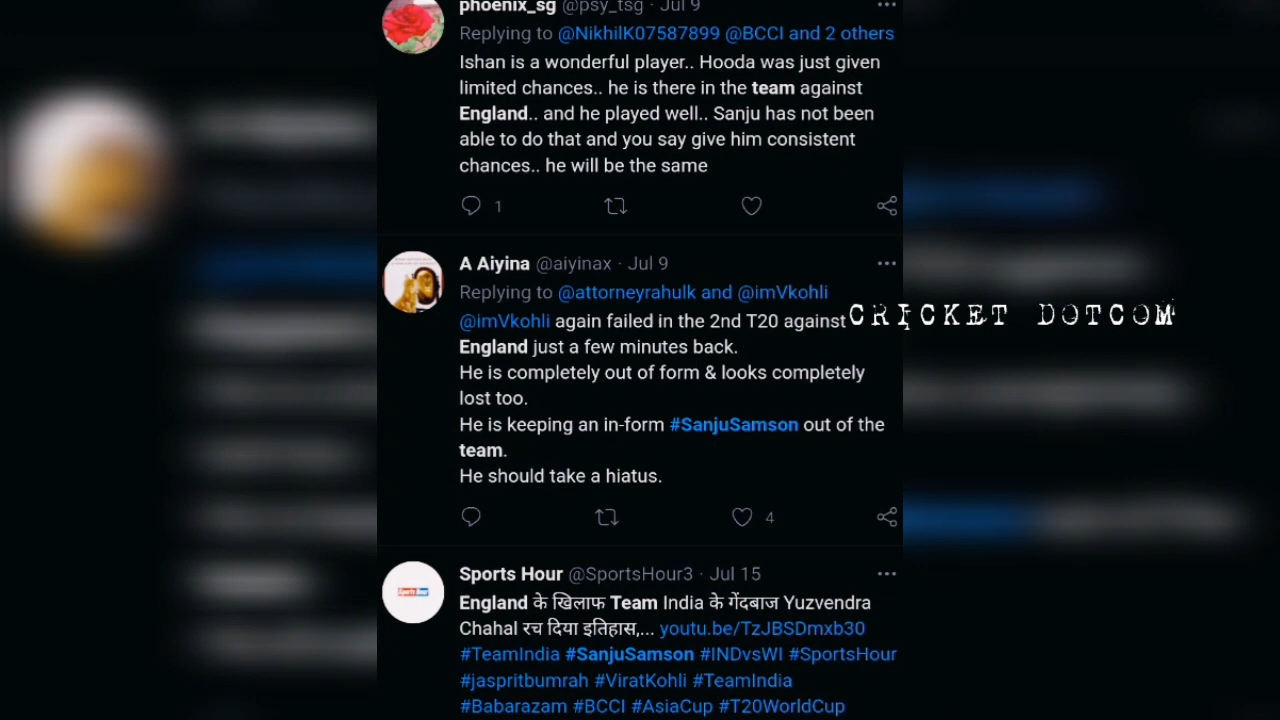 phoenix_sg @psy_tsg · Jul 9
Replying to @NikhilK07587899 @BCCI and 2 others
Ishan is a wonderful player.. Hooda was just given
limited chances.. he is there in the team against
England.. and he played well.. Sanju has not been
able to do that and you say give him consistent
chances.. he will be the same
1
A Aiyina @aiyinax · Jul 9
Replying to @attorneyrahulk and @imVkohli
@imVkohli again failed in the 2nd T20 against
England just a few minutes back.
He is completely out of form & looks completely
lost too.
He is keeping an in-form #SanjuSamson out of the
team.
He should take a hiatus.
4
CRICKET DOTCOM
Sports Hour @SportsHour3 · Jul 15
England के खिलाफ Team India के गेंदबाज Yuzvendra
Chahal रच दिया इतिहास,... youtu.be/TzJBSDmxb30
#TeamIndia #SanjuSamson #INDvsWI #SportsHour
#jaspritbumrah #ViratKohli #TeamIndia
#Babarazam #BCCI #AsiaCup #T20WorldCup